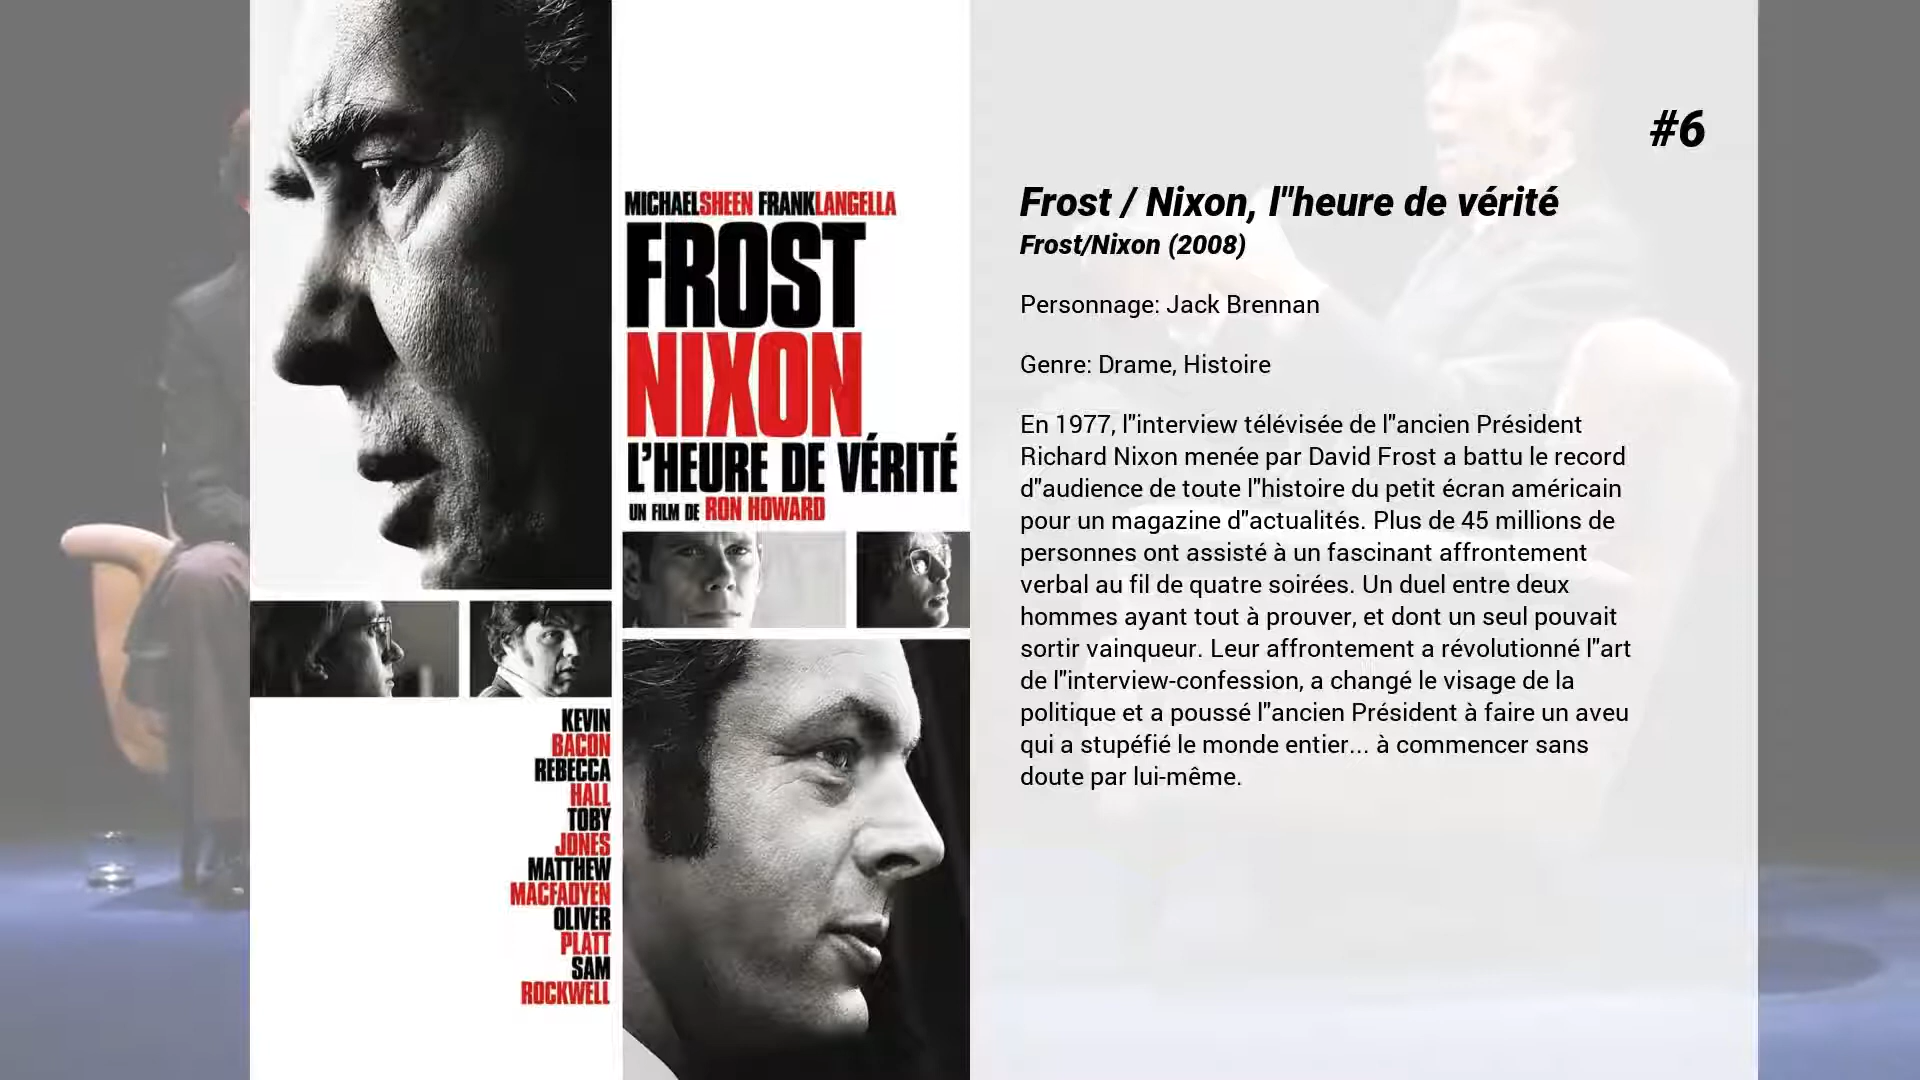 MICHAELSHEEN FRANKLANGELLA
FROST
NIXON
L'HEURE DE VÉRITÉ
UN FILM DE RON HOWARD
KEVIN
BACON
REBECCA
HALL
TOBY
JONES
MATTHEW
MACFADYEN
OLIVER
PLATT
SAM
ROCKWELL
#6
Frost / Nixon, l"heure de vérité
Frost/Nixon (2008)
Personnage: Jack Brennan
Genre: Drame, Histoire
En 1977, l"interview télévisée de l"ancien Président
Richard Nixon menée par David Frost a battu le record
d"audience de toute l"histoire du petit écran américain
pour un magazine d"actualités. Plus de 45 millions de
personnes ont assisté à un fascinant affrontement
verbal au fil de quatre soirées. Un duel entre deux
hommes ayant tout à prouver, et dont un seul pouvait
sortir vainqueur. Leur affrontement a révolutionné l"art
de l"interview-confession, a changé le visage de la
politique et a poussé l"ancien Président à faire un aveu
qui a stupéfié le monde entier... à commencer sans
doute par lui-même.